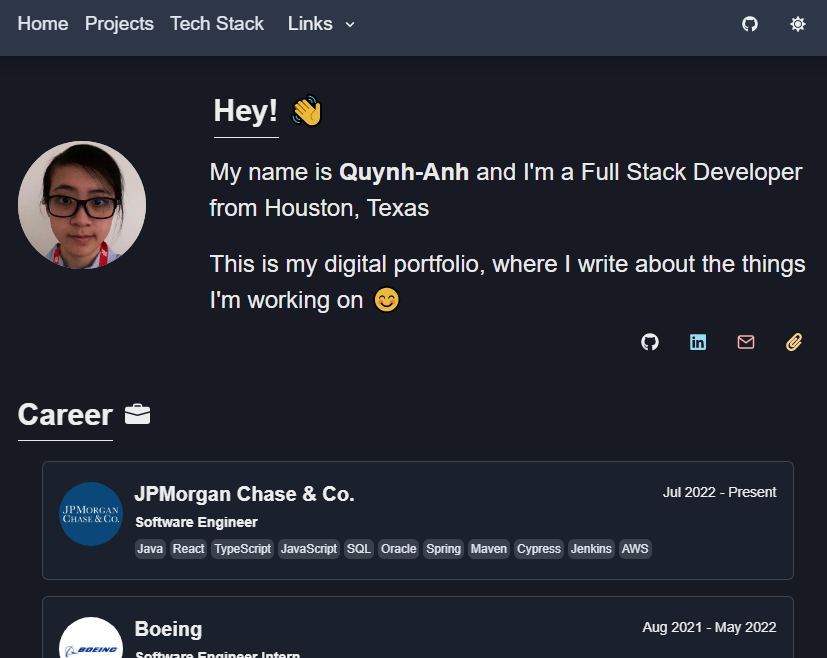 Home Projects Tech Stack Links
Hey! 👋
My name is Quynh-Anh and I'm a Full Stack Developer
from Houston, Texas
This is my digital portfolio, where I write about the things
I'm working on 😊
Career
JPMORGAN
CHASE & CO.
JPMorgan Chase & Co.
Jul 2022 - Present
Software Engineer
Java React TypeScript JavaScript SQL Oracle Spring Maven Cypress Jenkins AWS
BOEING
Boeing
Aug 2021 - May 2022
Software Engineer Intern